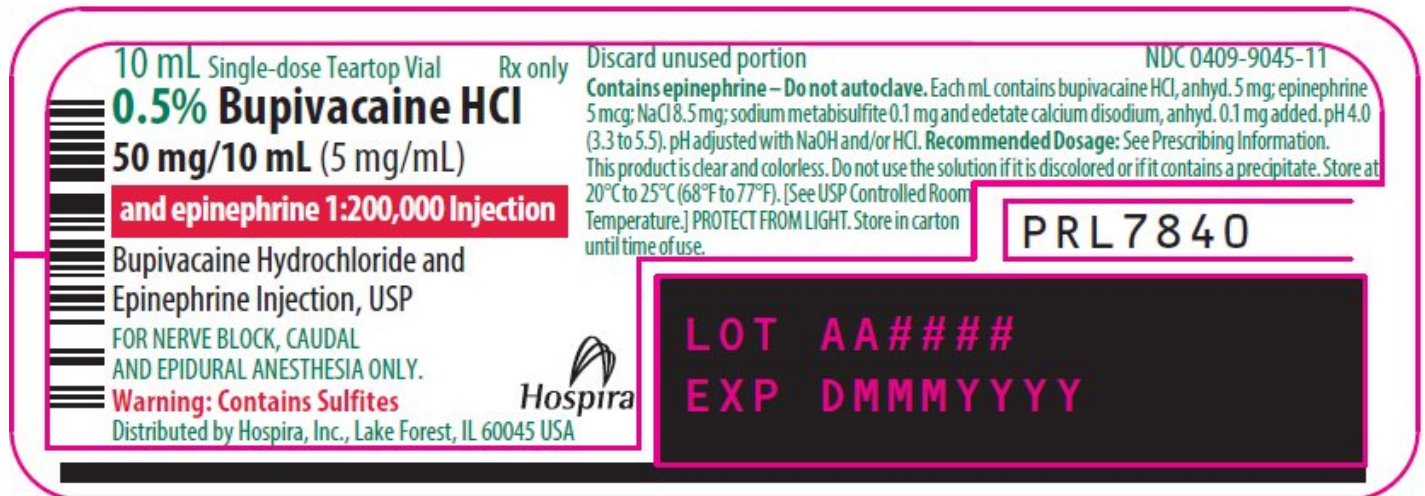 10 mL Single-dose Teartop Vial Rx only
0.5% Bupivacaine HCl
50 mg/10 mL (5 mg/mL)
and epinephrine 1:200,000 Injection
Bupivacaine Hydrochloride and
Epinephrine Injection, USP
FOR NERVE BLOCK, CAUDAL
AND EPIDURAL ANESTHESIA ONLY.
Warning: Contains Sulfites
Distributed by Hospira, Inc., Lake Forest, IL 60045 USA
Hospira
Discard unused portion NDC 0409-9045-11
Contains epinephrine – Do not autoclave. Each mL contains bupivacaine HCl, anhyd. 5 mg; epinephrine
5 mcg; NaCl 8.5 mg; sodium metabisulfite 0.1 mg and edetate calcium disodium, anhyd. 0.1 mg added. pH 4.0
(3.3 to 5.5). pH adjusted with NaOH and/or HCl. Recommended Dosage: See Prescribing Information.
This product is clear and colorless. Do not use the solution if it is discolored or if it contains a precipitate. Store at
20°C to 25°C (68°F to 77°F). [See USP Controlled Room
Temperature.] PROTECT FROM LIGHT. Store in carton
until time of use.
PRL7840
LOT AA####
EXP DMMMYYYY